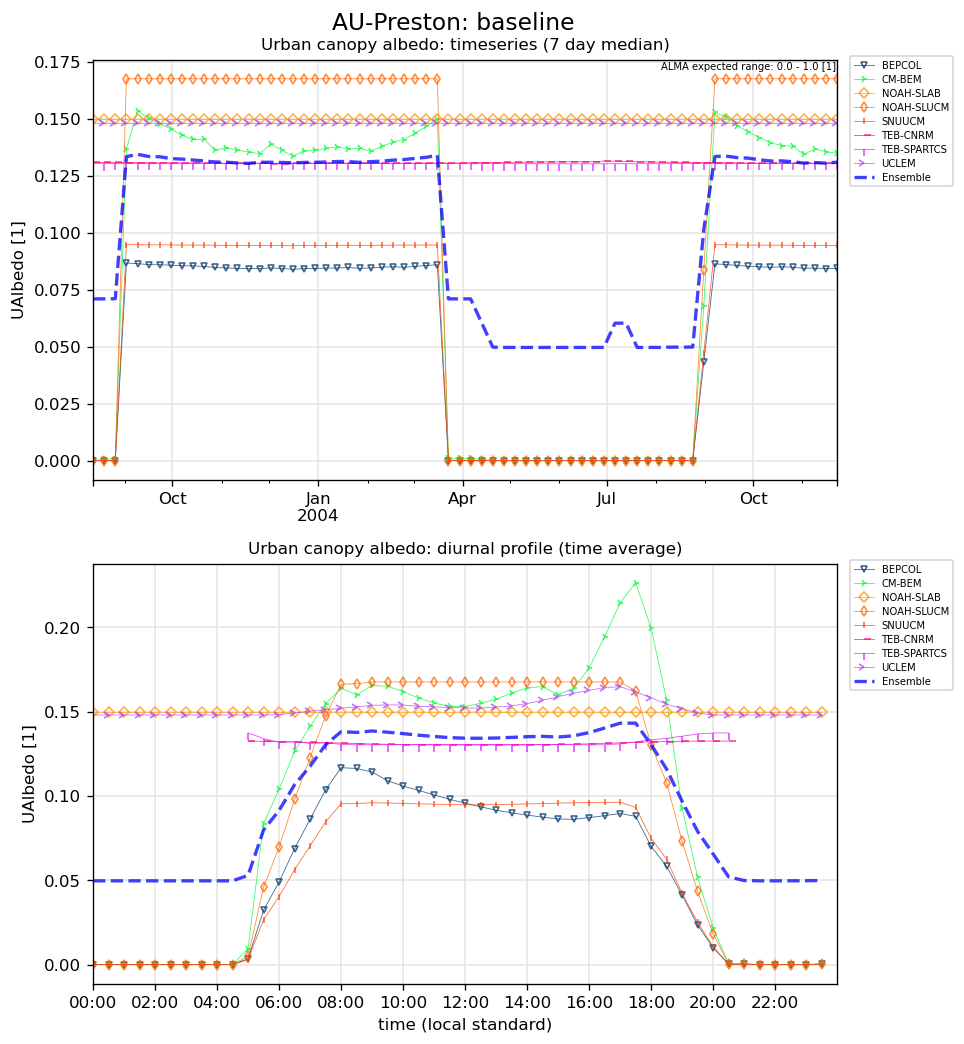 AU-Preston: baseline
Urban canopy albedo: timeseries (7 day median)
ALMA expected range: 0.0 - 1.0 [1]
UAlbedo [1]
0.175
0.150
0.125
0.100
0.075
0.050
0.025
0.000
Oct
Jan
2004
Apr
Jul
Oct
BEPCOL
CM-BEM
NOAH-SLAB
NOAH-SLUCM
SNUUCM
TEB-CNRM
TEB-SPARTCS
UCLEM
Ensemble
Urban canopy albedo: diurnal profile (time average)
UAlbedo [1]
0.20
0.15
0.10
0.05
0.00
00:00
02:00
04:00
06:00
08:00
10:00
12:00
14:00
16:00
18:00
20:00
22:00
time (local standard)
BEPCOL
CM-BEM
NOAH-SLAB
NOAH-SLUCM
SNUUCM
TEB-CNRM
TEB-SPARTCS
UCLEM
Ensemble